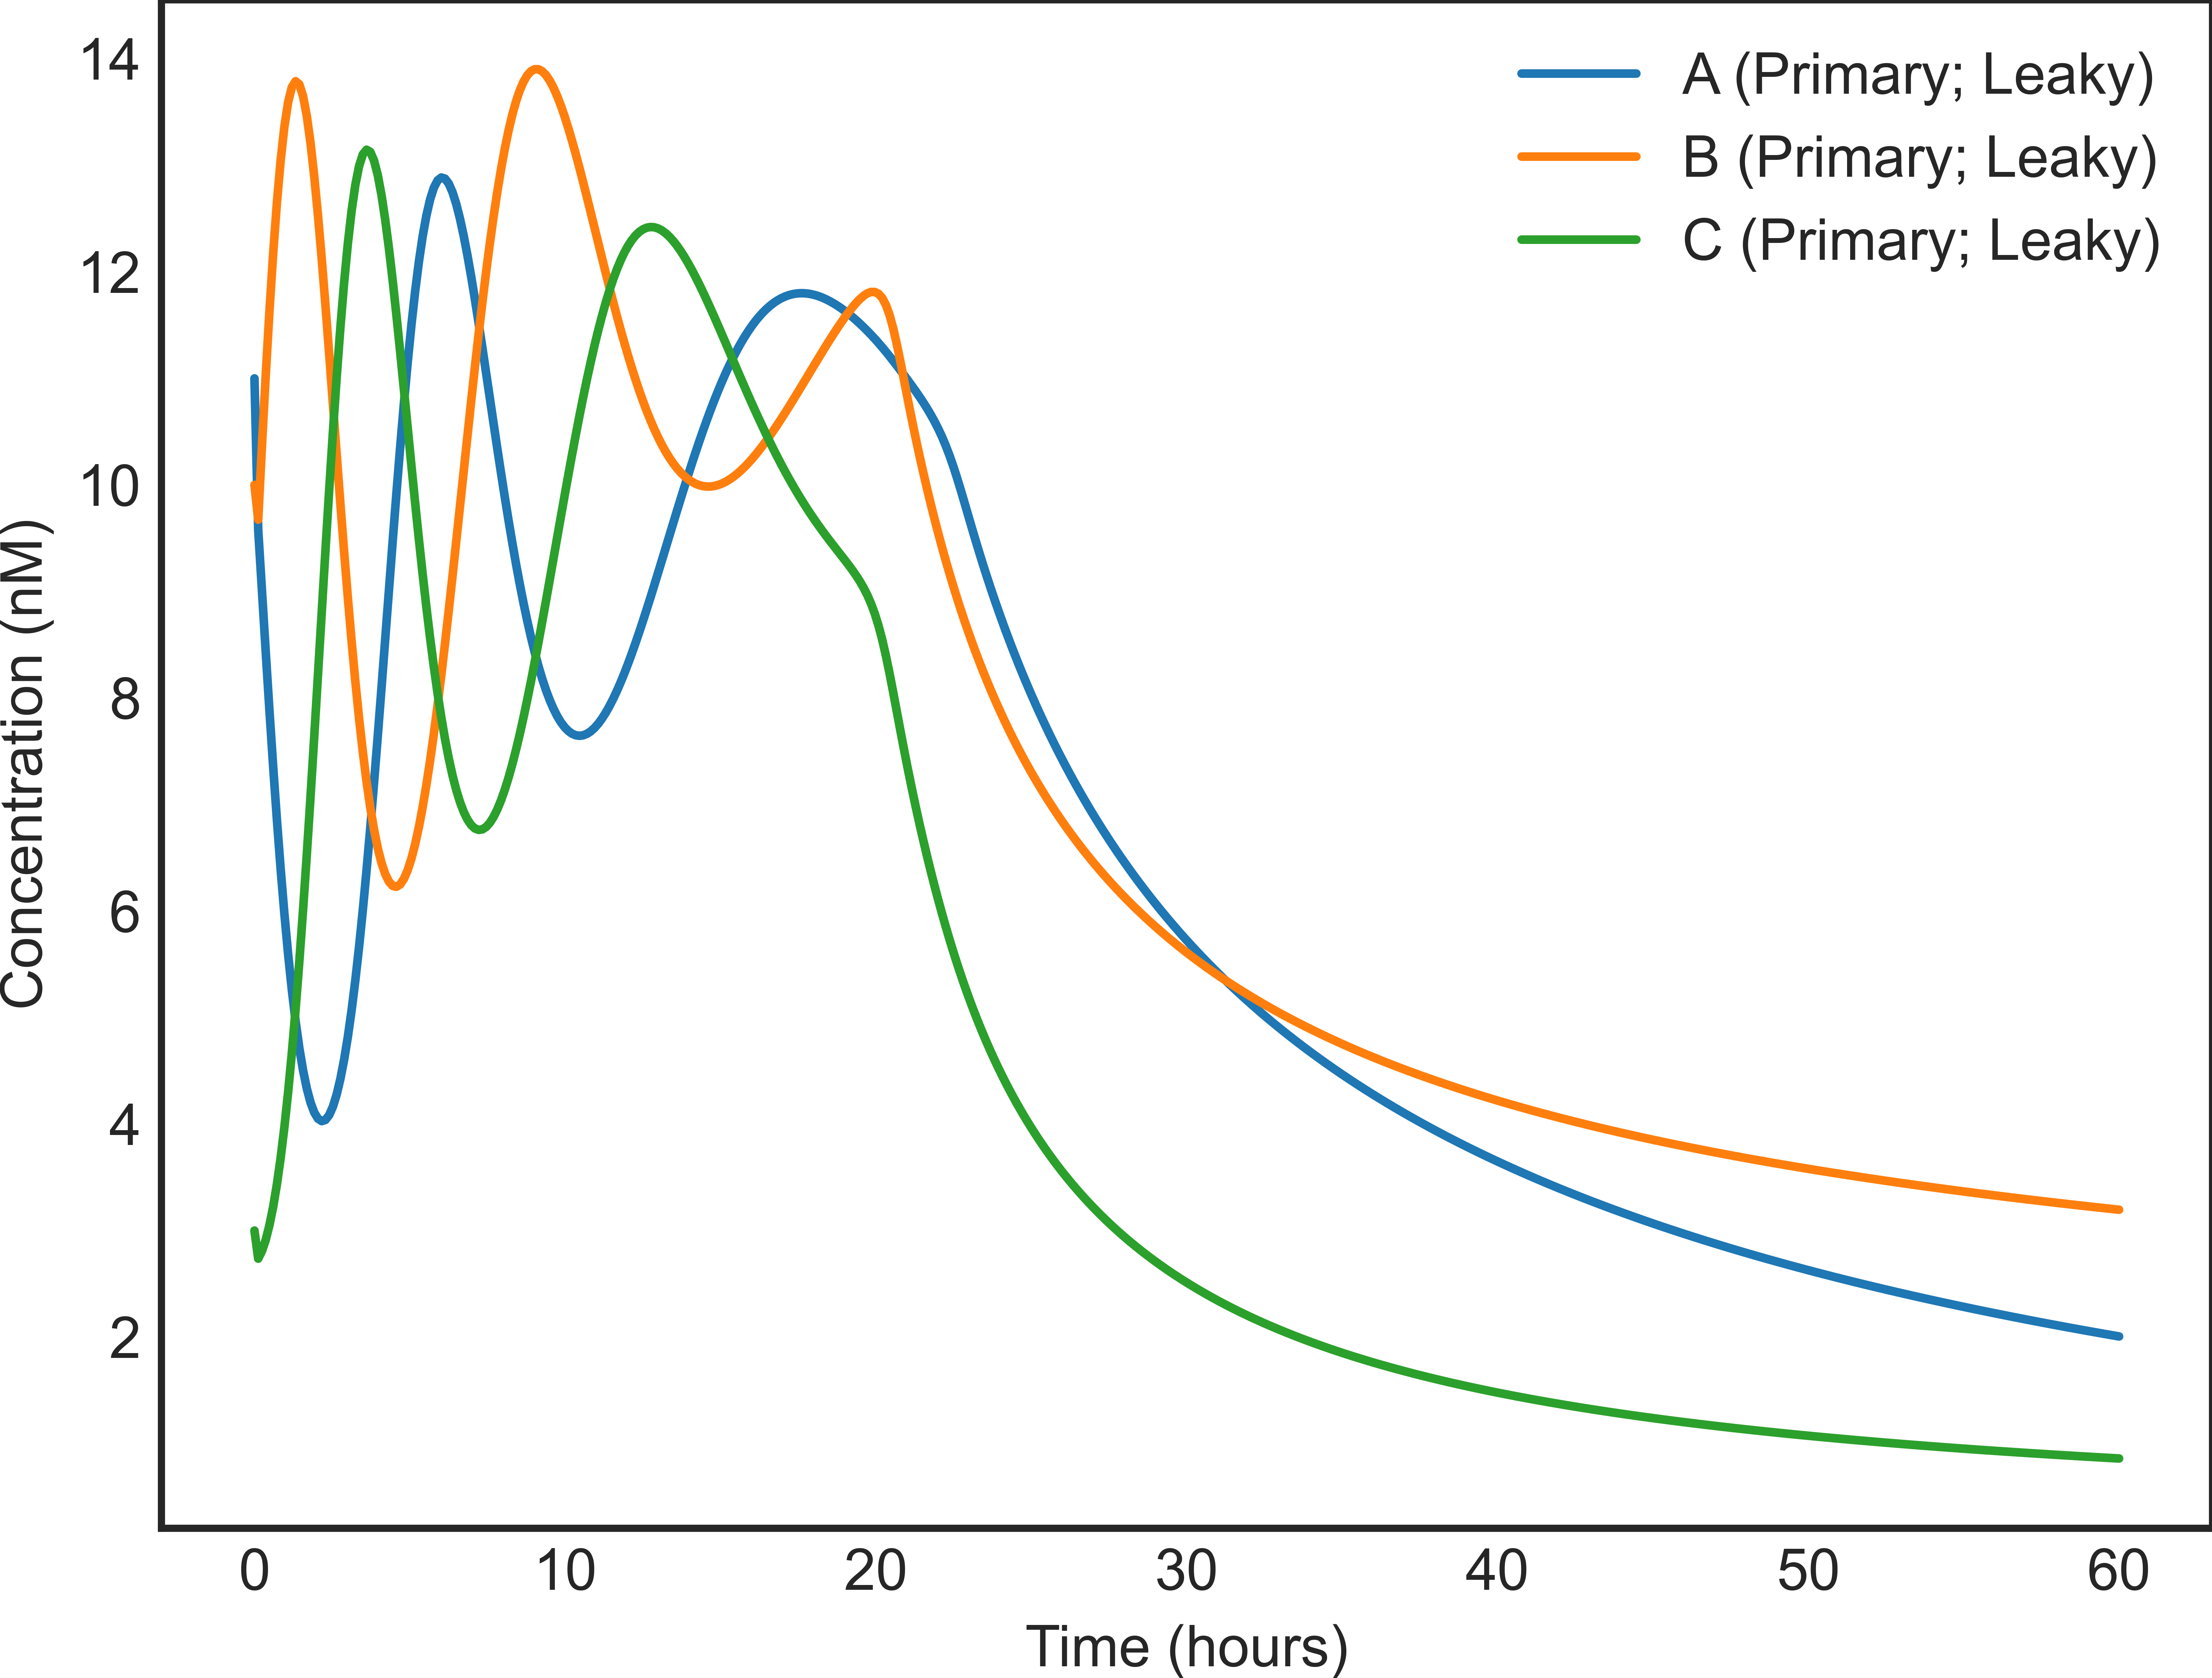 14
12
10
8
6
4
2
Concentration (nM)
A (Primary; Leaky)
B (Primary; Leaky)
C (Primary; Leaky)
0 10 20 30 40 50 60
Time (hours)